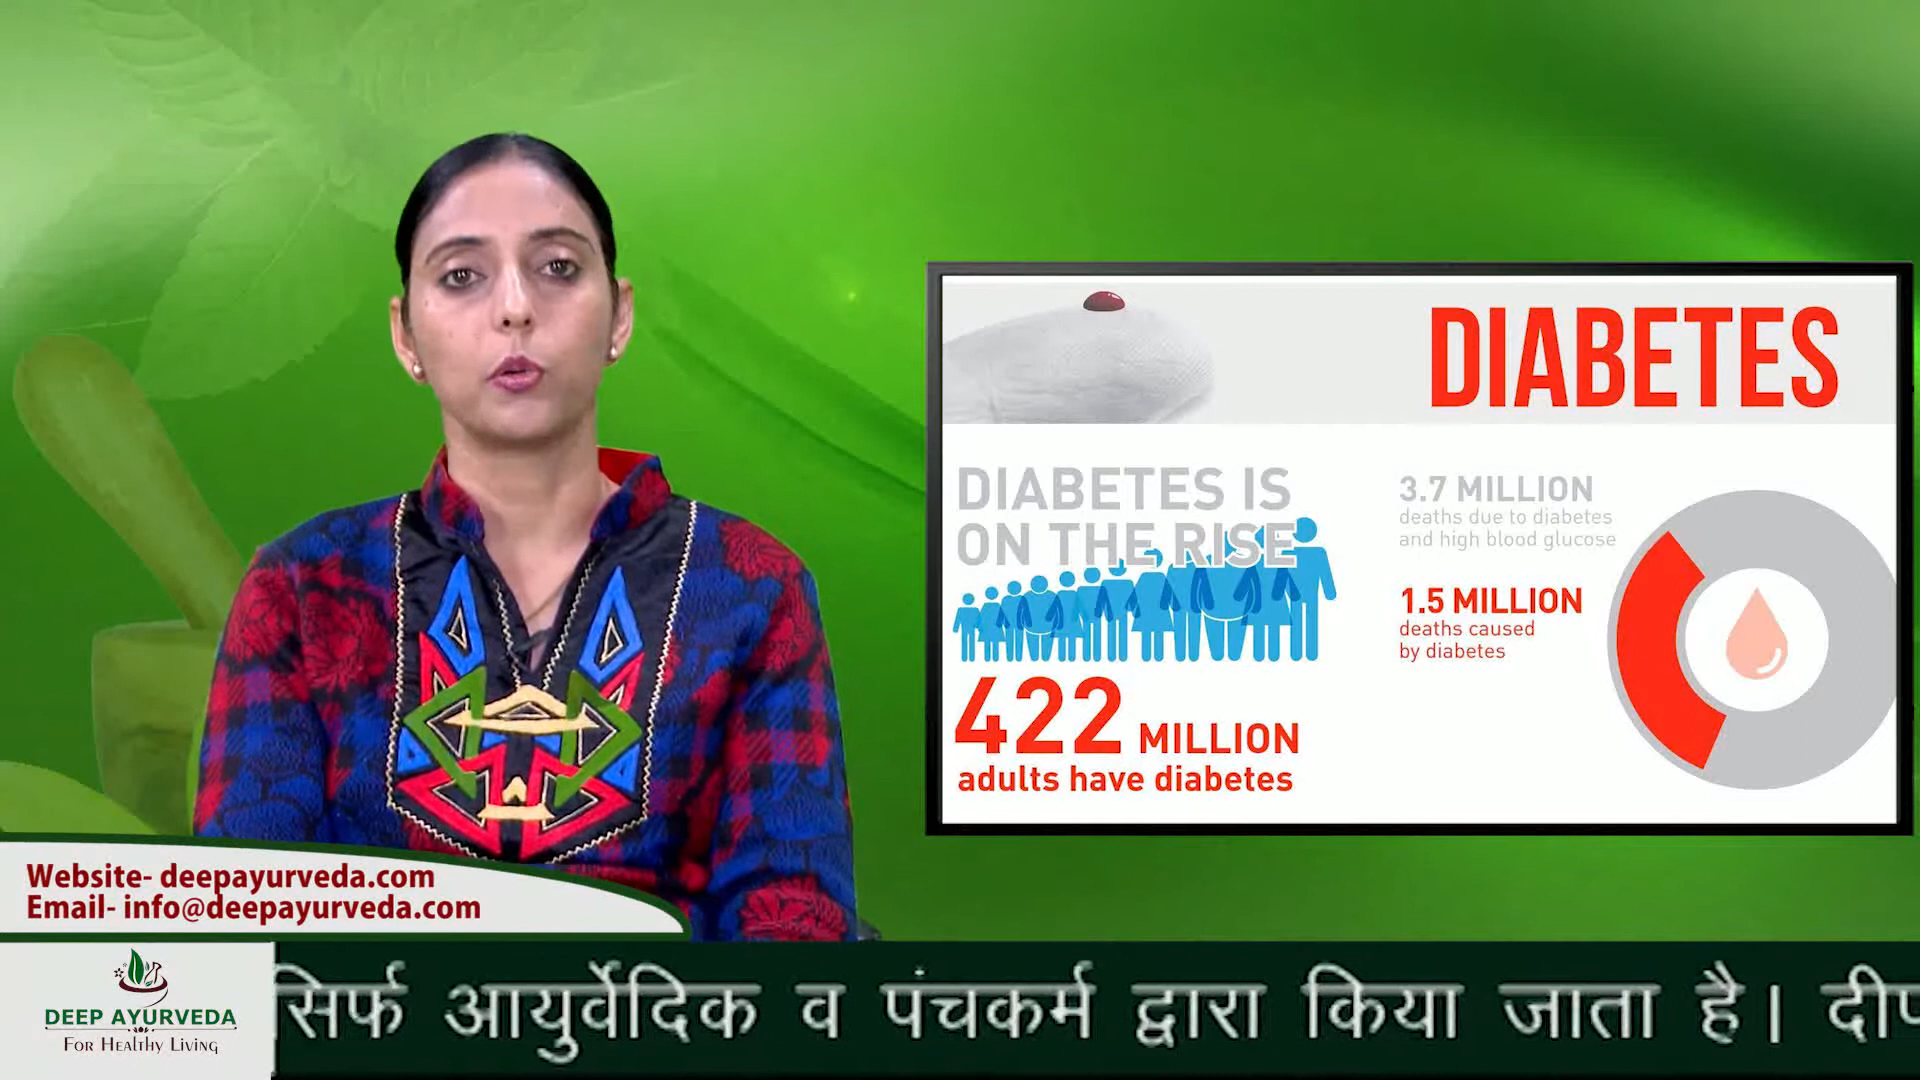 DIABETES
DIABETES IS
ON THE RISE
422 MILLION
adults have diabetes
3.7 MILLION
deaths due to diabetes
and high blood glucose
1.5 MILLION
deaths caused
by diabetes
Website- deepayurveda.com
Email- info@deepayurveda.com
DEEP AYURVEDA
FOR HEALTHY LIVING
सिर्फ आयुर्वेदिक व पंचकर्म द्वारा किया जाता है। दीप